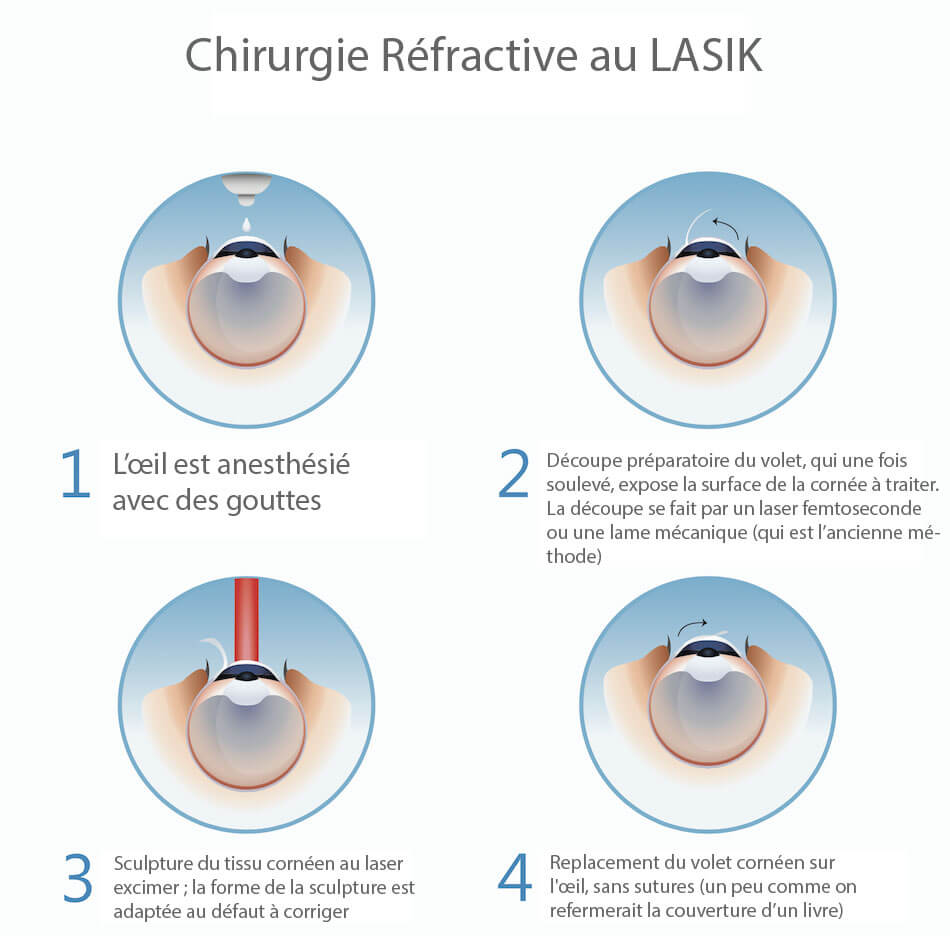 Chirurgie Réfractive au LASIK
1
L’œil est anesthésié
avec des gouttes
2
Découpe préparatoire du volet, qui une fois
soulevé, expose la surface de la cornée à traiter.
La découpe se fait par un laser femtoseconde
ou une lame mécanique (qui est l’ancienne mé-
thode)
3
Sculpture du tissu cornéen au laser
excimer ; la forme de la sculpture est
adaptée au défaut à corriger
4
Replacement du volet cornéen sur
l'œil, sans sutures (un peu comme on
refermerait la couverture d’un livre)